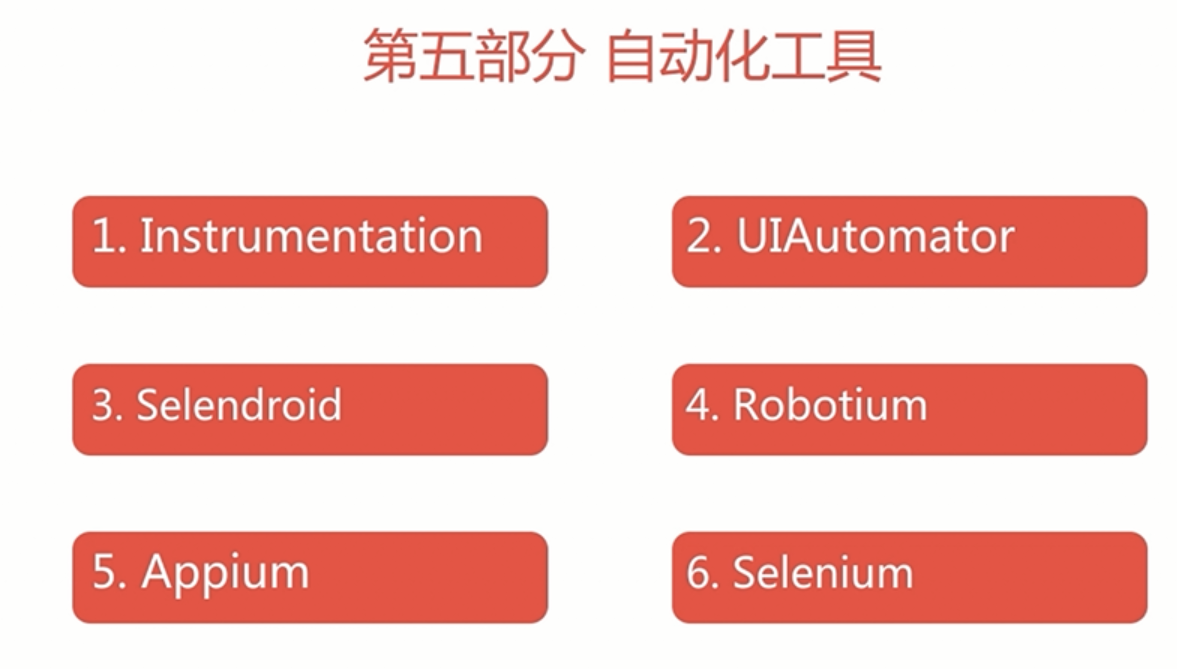 第五部分 自动化工具
1. Instrumentation
2. UIAutomator
3. Selendroid
4. Robotium
5. Appium
6. Selenium